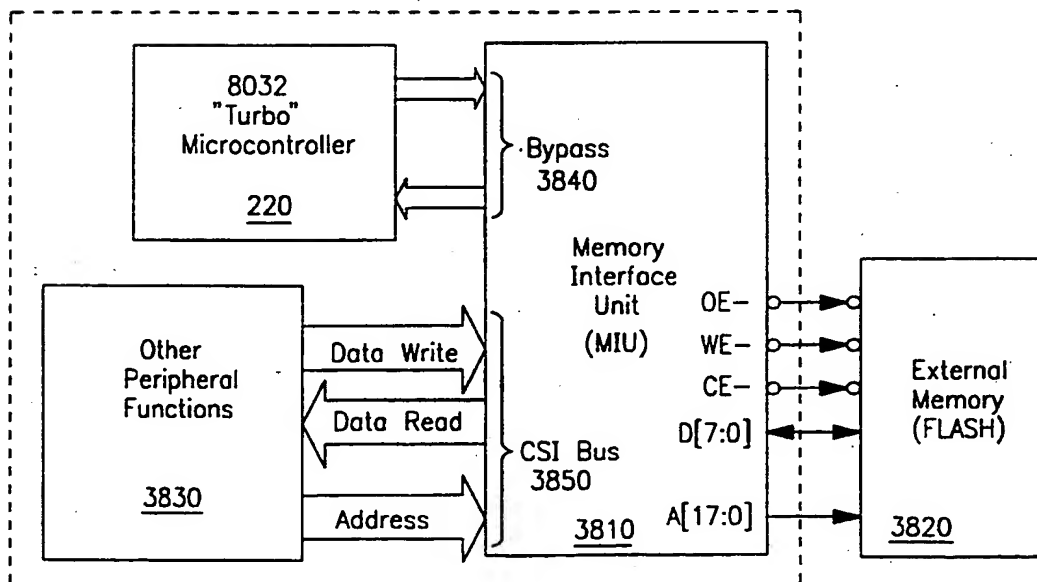 8032
"Turbo"
Microcontroller
220
Bypass
3840
Memory
Interface
Unit
(MIU)
Other
Peripheral
Functions
3830
Data Write
Data Read
Address
CSI Bus
3850
3810
OE-
WE-
CE-
D[7:0]
A[17:0]
External
Memory
(FLASH)
3820